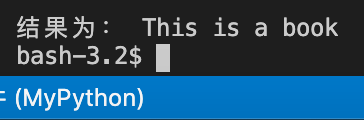 结果为： This is a book
bash-3.2$
(MyPython)